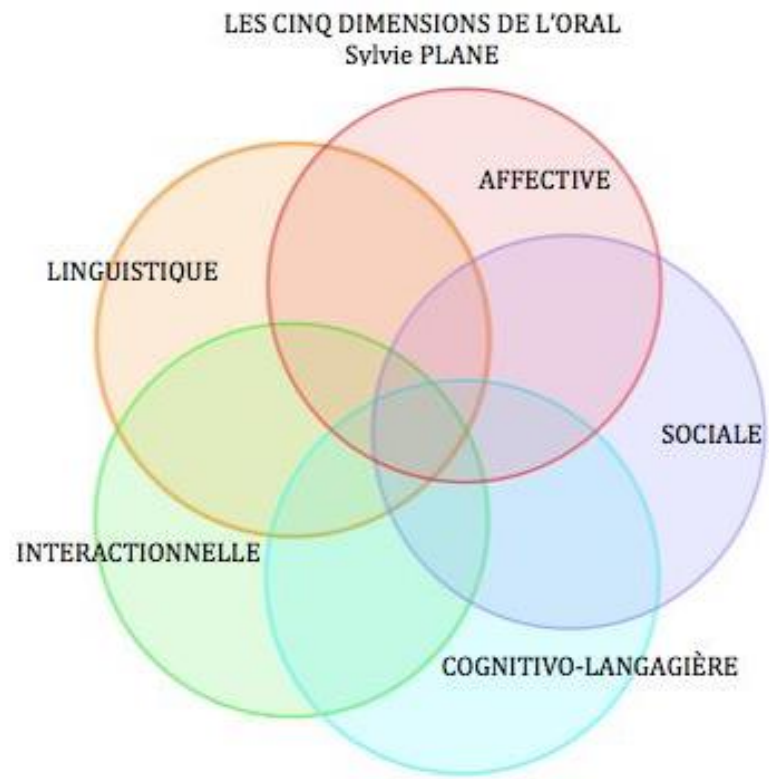 LES CINQ DIMENSIONS DE L'ORAL
Sylvie PLANE
AFFECTIVE
LINGUISTIQUE
SOCIALE
INTERACTIONNELLE
COGNITIVO-LANGAGIÈRE